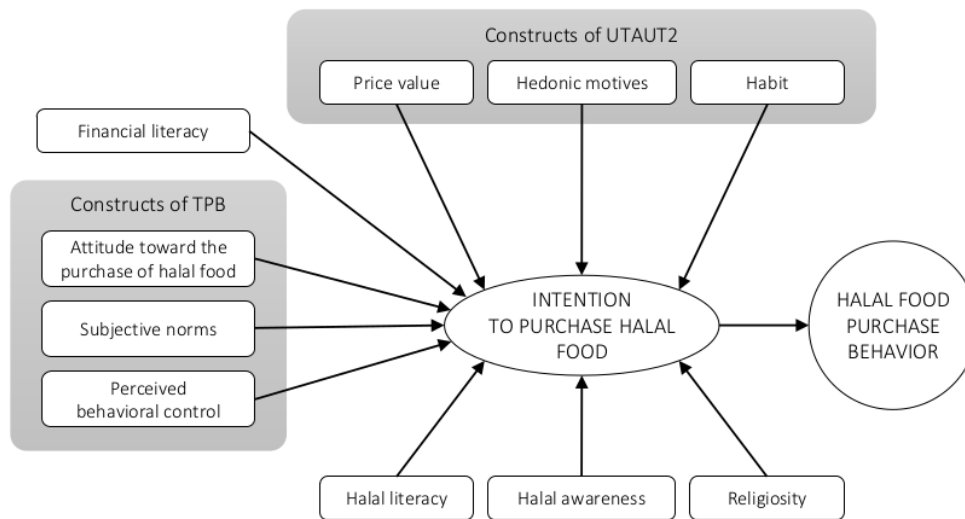 Constructs of UTAUT2
Price value
Hedonic motives
Habit
Financial literacy
Constructs of TPB
Attitude toward the
purchase of halal food
Subjective norms
Perceived
behavioral control
INTENTION
TO PURCHASE HALAL
FOOD
HALAL FOOD
PURCHASE
BEHAVIOR
Halal literacy
Halal awareness
Religiosity